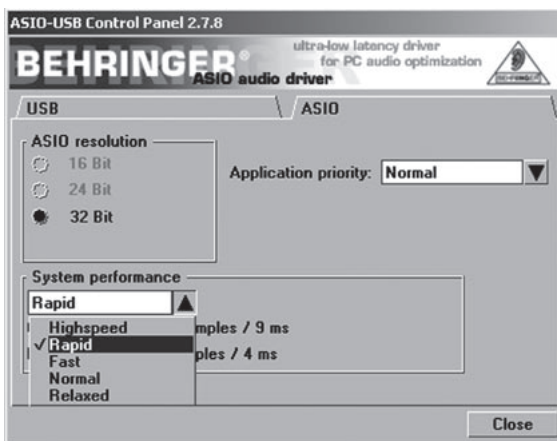 ASIO-USB Control Panel 2.7.8
BEHRINGER®
ultra-low latency driver
for PC audio optimization
ASIO audio driver
BEHRINGER
USB
ASIO
ASIO resolution
16 Bit
24 Bit
32 Bit
Application priority: Normal
System performance
Rapid
Highspeed
✓Rapid
Fast
Normal
Relaxed
/ 9 ms
/ 4 ms
Close